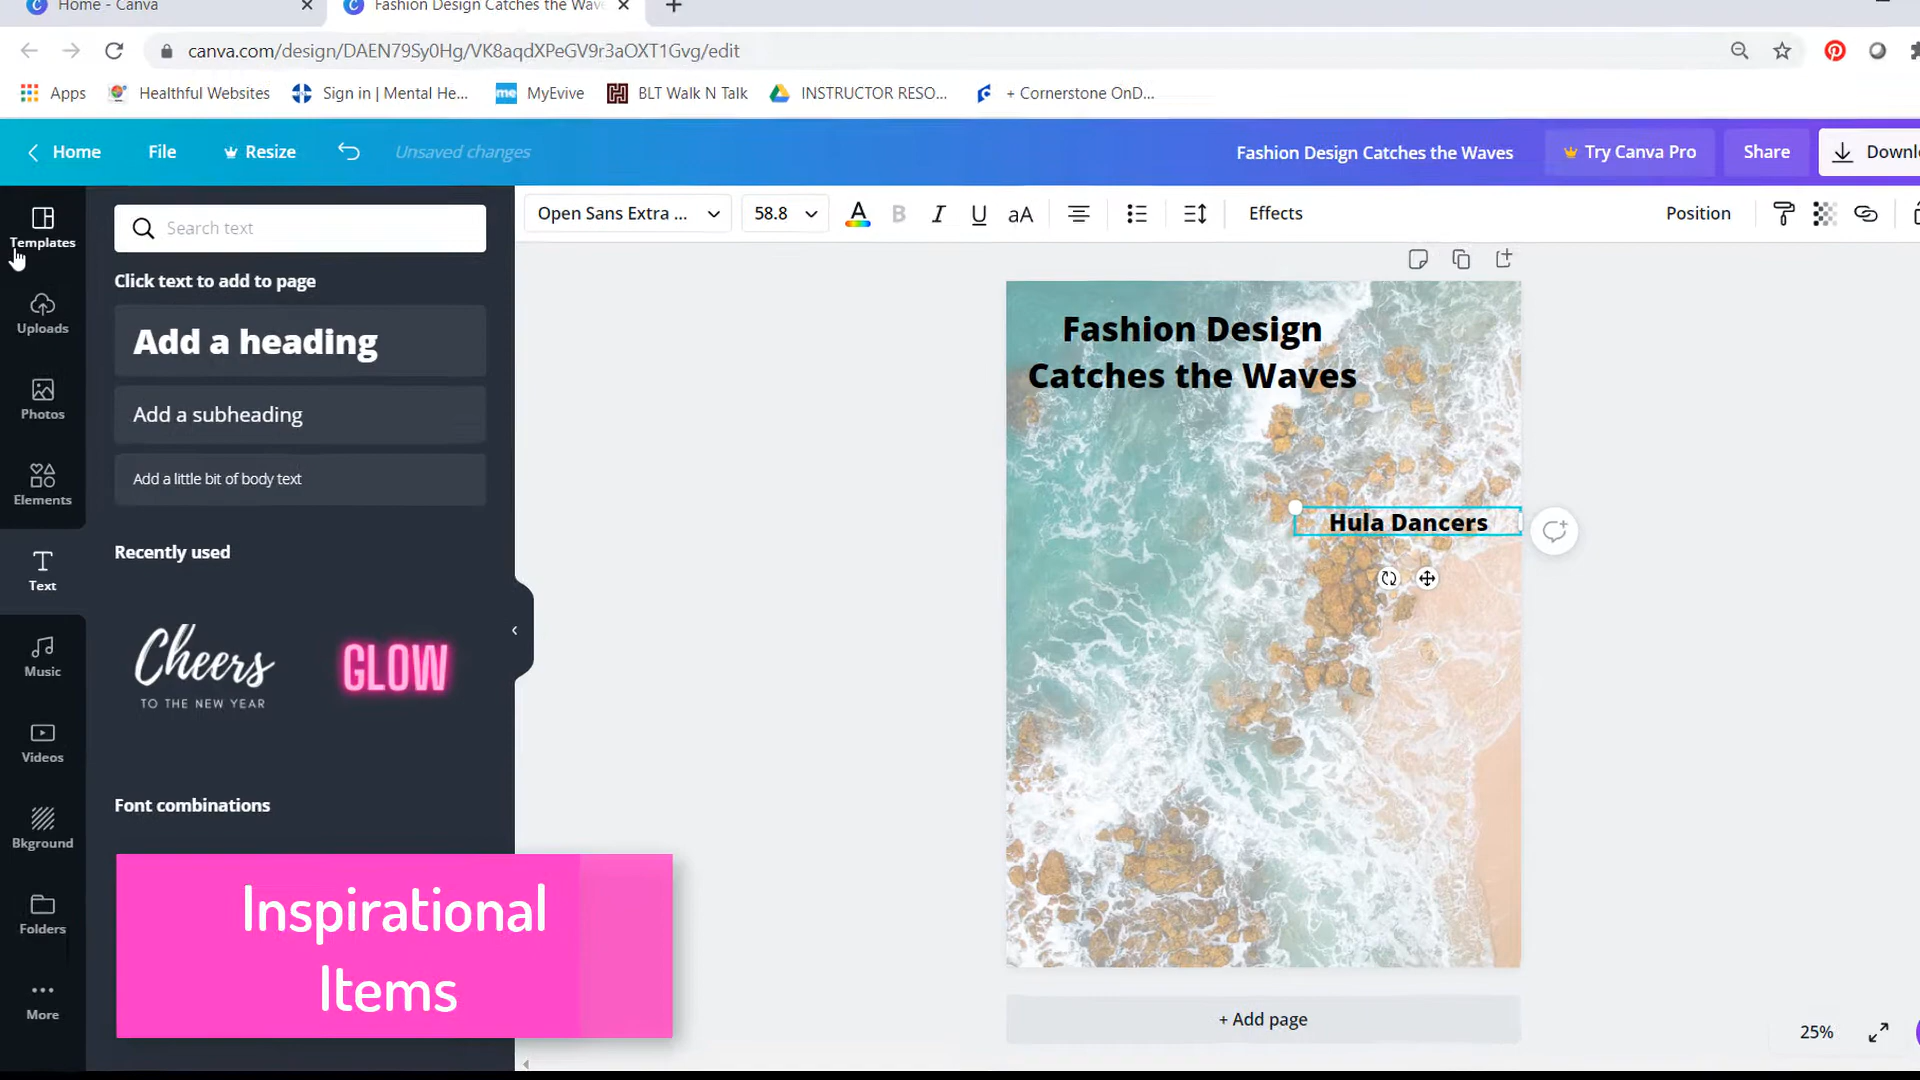 Home - Canva
Fashion Design Catches the Wav
canva.com/design/DAEN79Sy0Hg/VK8aqdXPeGV9r3aOXT1Gvg/edit
Apps
Healthful Websites
Sign in | Mental He...
me
MyEvive
BLT Walk N Talk
INSTRUCTOR RESO...
+ Cornerstone OnD...
Home
File
Resize
Unsaved changes
Fashion Design Catches the Waves
Try Canva Pro
Share
Downl
Templates
Uploads
Photos
Elements
Text
Music
Videos
Bkground
Folders
More
Search text
Click text to add to page
Add a heading
Add a subheading
Add a little bit of body text
Recently used
Cheers
TO THE NEW YEAR
GLOW
Font combinations
Inspirational
Items
Open Sans Extra ...
58.8
A
B
I
U
aA
Effects
Position
Fashion Design
Catches the Waves
Hula Dancers
+ Add page
25%